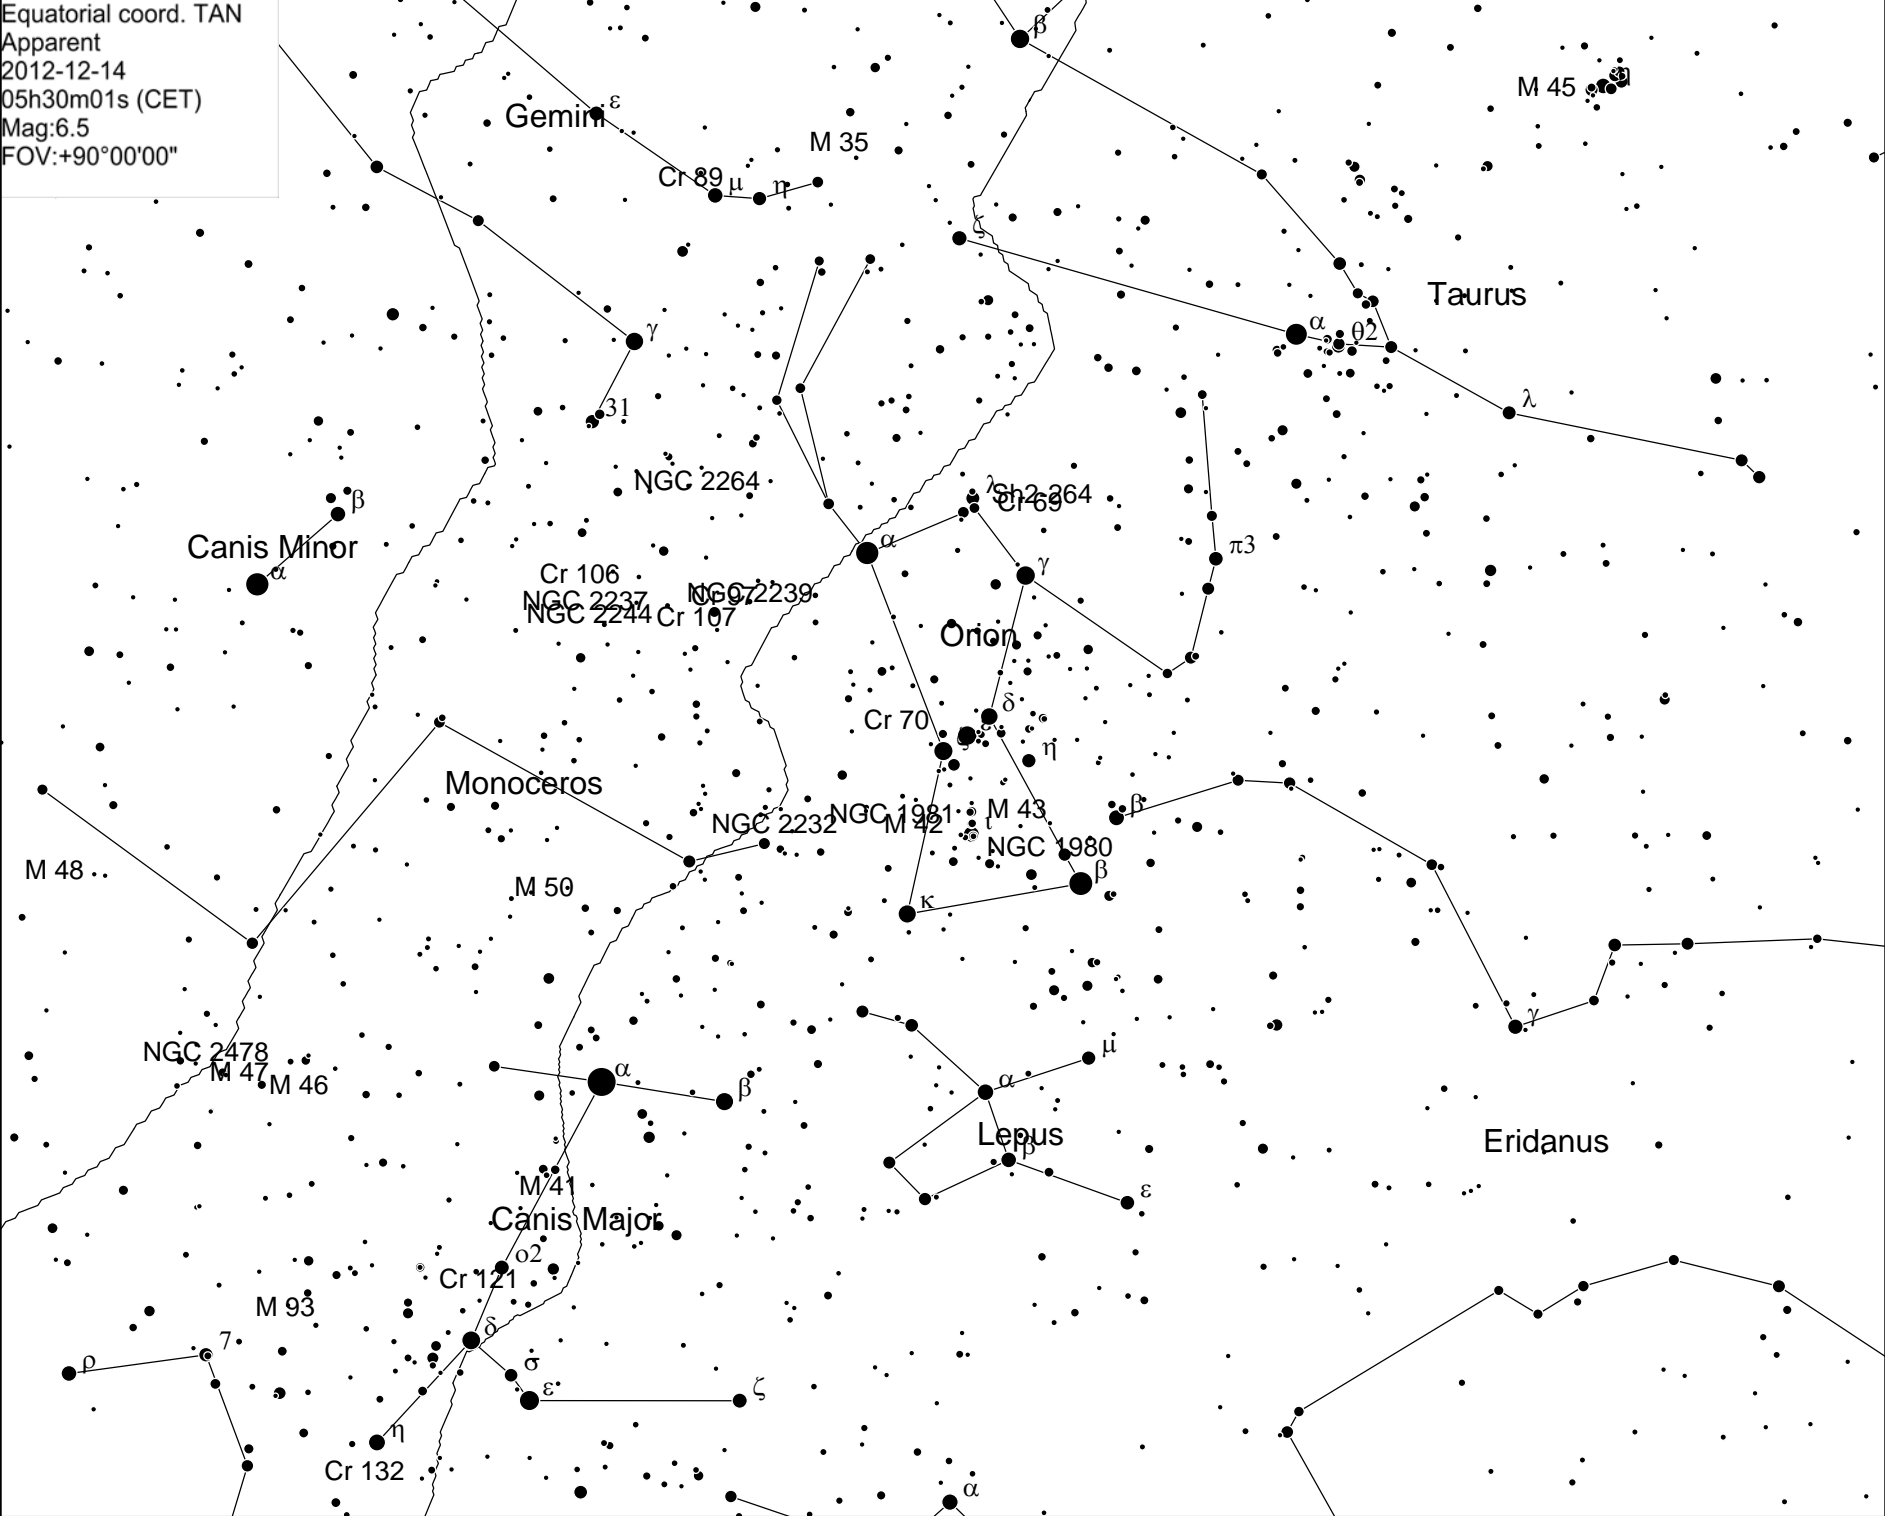 Equatorial coord. TAN
Apparent
2012-12-14
05h30m01s (CET)
Mag:6.5
FOV:+90°00'00"
β
η
M 45
ε
Gemini
M 35
Cr 89 μ η
ζ
Taurus
α θ2
γ
31
λ
NGC 2264
λ
Sh2-264
Cr 69
β
Canis Minor
α
α
π3
γ
Cr 106
NGC 2237
NGC 2244
NGC 2239
Cr 97
Cr 107
Orion
δ
Cr 70
ε
ζ
η
Monoceros
β
NGC 2232
NGC 1981
M 42
M 43
ι
NGC 1980
β
M 48
M 50
κ
γ
NGC 2478
M 47
M 46
α
β
μ
α
Lepus
β
Eridanus
M 41
ε
Canis Major
ο2
Cr 121
M 93
δ
7
ρ
σ
ε
ζ
η
Cr 132
α